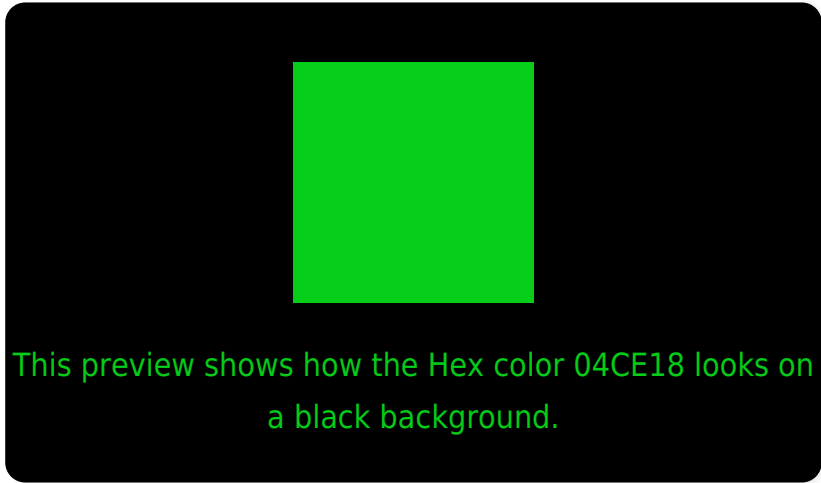 This preview shows how the Hex color 04CE18 looks on
a black background.